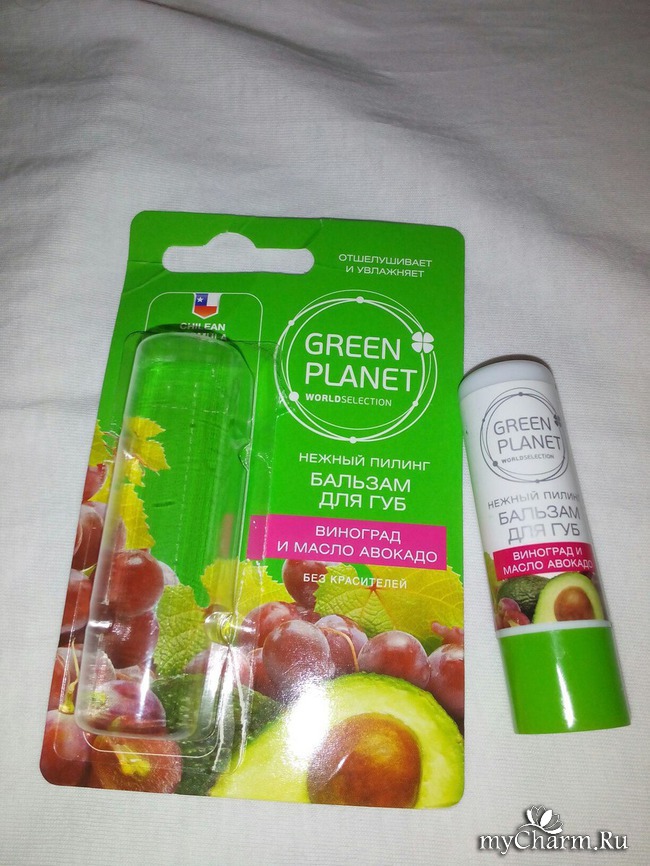 ОТШЕЛУШИВАЕТ
И УВЛАЖНЯЕТ
CHILEAN
GREEN
PLANET
WORLDSELECTION
НЕЖНЫЙ ПИЛИНГ
БАЛЬЗАМ
ДЛЯ ГУБ
ВИНОГРАД
И МАСЛО АВОКАДО
БЕЗ КРАСИТЕЛЕЙ
GREEN
PLANET
WORLDSELECTION
НЕЖНЫЙ ПИЛИНГ
БАЛЬЗАМ
ДЛЯ ГУБ
ВИНОГРАД И
МАСЛО АВОКАДО
myCharm.Ru